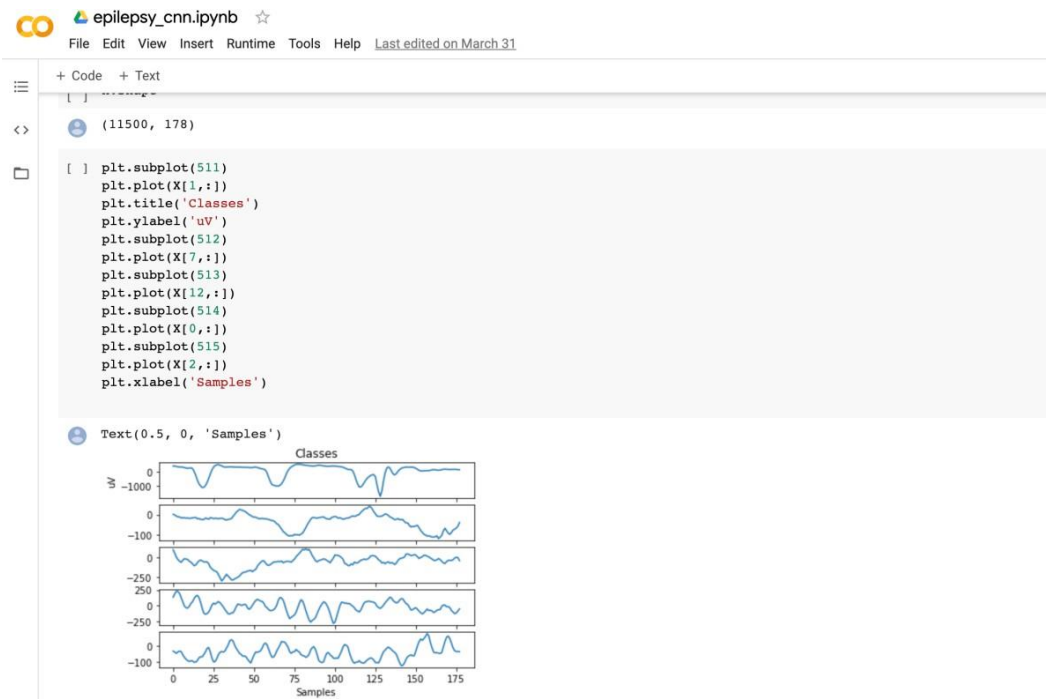 epilepsy_cnn.ipynb
File Edit View Insert Runtime Tools Help Last edited on March 31
+ Code + Text
[ ]
(11500, 178)
[ ] plt.subplot(511)
plt.plot(X[1,:])
plt.title('Classes')
plt.ylabel('uV')
plt.subplot(512)
plt.plot(X[7,:])
plt.subplot(513)
plt.plot(X[12,:])
plt.subplot(514)
plt.plot(X[0,:])
plt.subplot(515)
plt.plot(X[2,:])
plt.xlabel('Samples')
Text(0.5, 0, 'Samples')
Classes
uV
0
-1000
0
-100
0
-250
250
0
-250
0
-100
0 25 50 75 100 125 150 175
Samples